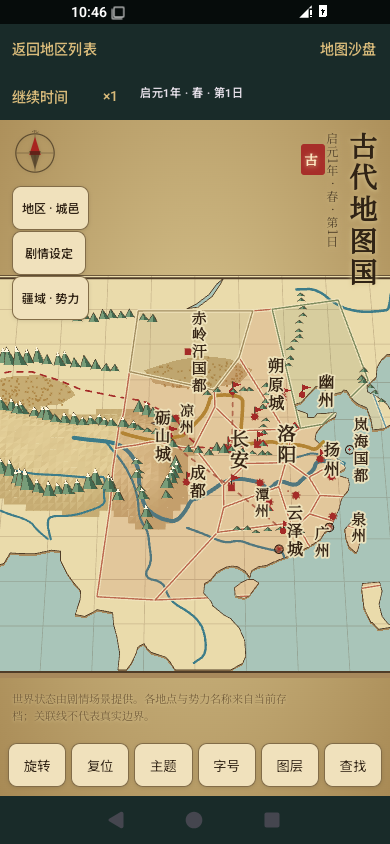 10:46
返回地区列表
地图沙盘
继续时间
×1
启元1年 · 春 · 第1日
古代地图国
启元1年 · 春 · 第1日
古
地区 · 城邑
剧情设定
疆域 · 势力
赤岭汗国都
朔原城
幽州
凉州
砺山城
长安
洛阳
扬州
岚海国都
成都
潭州
云泽城
广州
泉州
世界状态由剧情场景提供。各地点与势力名称来自当前存
档；关联线不代表真实边界。
旋转
复位
主题
字号
图层
查找